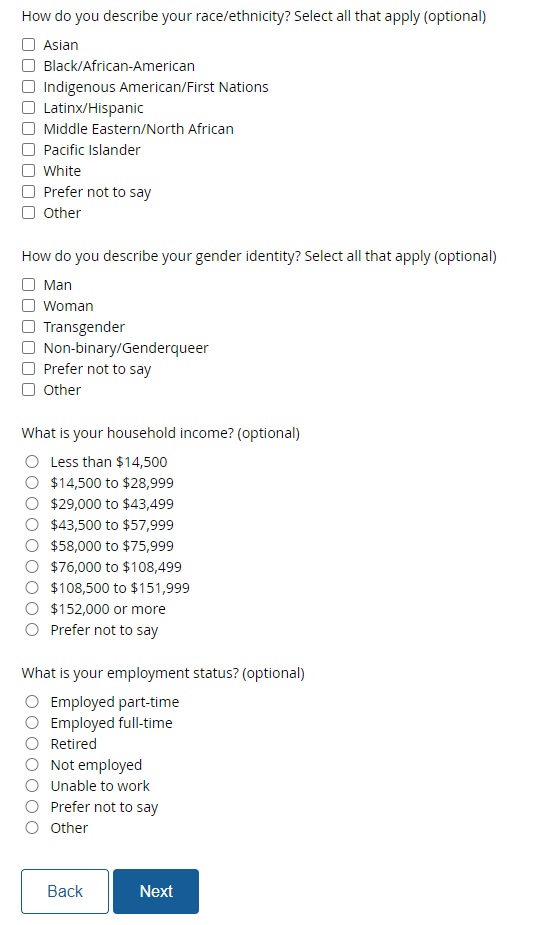 How do you describe your race/ethnicity? Select all that apply (optional)
Asian
Black/African-American
Indigenous American/First Nations
Latinx/Hispanic
Middle Eastern/North African
Pacific Islander
White
Prefer not to say
Other
How do you describe your gender identity? Select all that apply (optional)
Man
Woman
Transgender
Non-binary/Genderqueer
Prefer not to say
Other
What is your household income? (optional)
Less than $14,500
$14,500 to $28,999
$29,000 to $43,499
$43,500 to $57,999
$58,000 to $75,999
$76,000 to $108,499
$108,500 to $151,999
$152,000 or more
Prefer not to say
What is your employment status? (optional)
Employed part-time
Employed full-time
Retired
Not employed
Unable to work
Prefer not to say
Other
Back Next